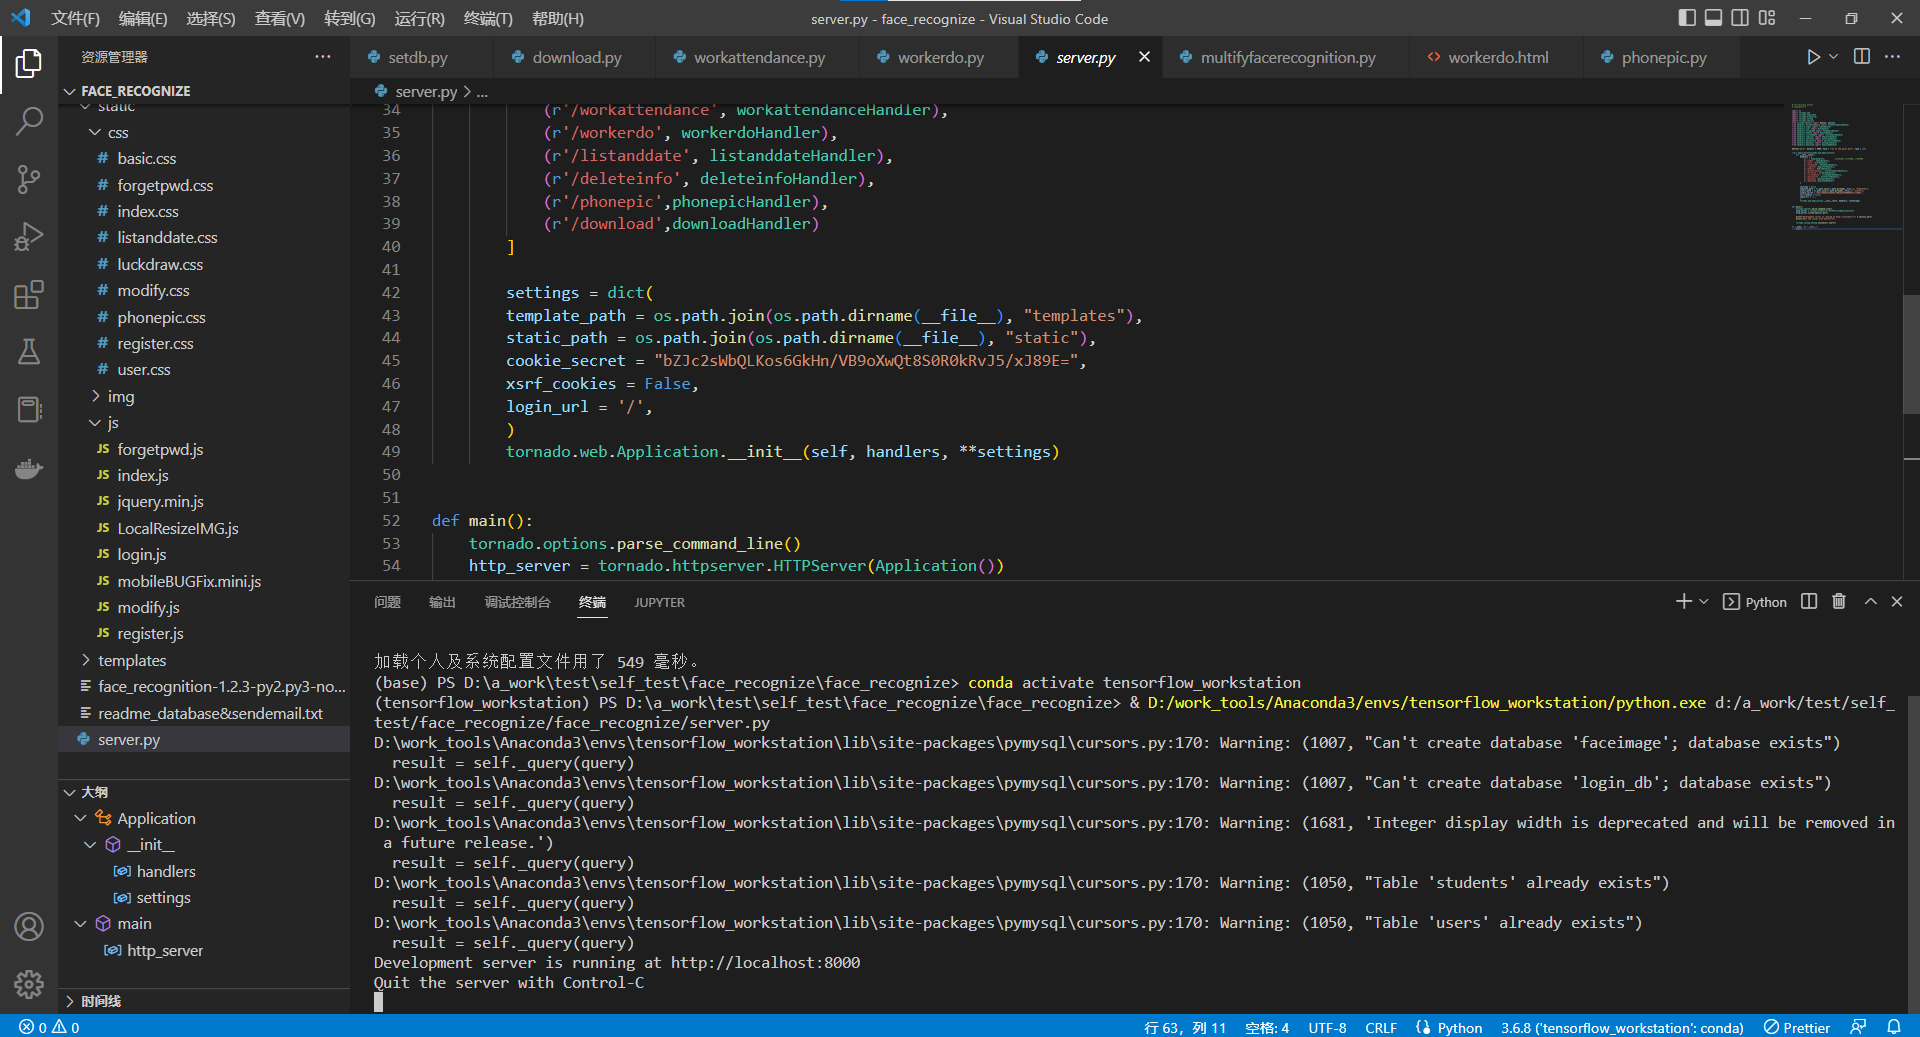 文件(F) 编辑(E) 选择(S) 查看(V) 转到(G) 运行(R) 终端(T) 帮助(H)
server.py - face_recognize - Visual Studio Code
资源管理器
setdb.py download.py workattendance.py workerdo.py server.py multifyfacerecognition.py workerdo.html phonepic.py
FACE_RECOGNIZE
static
css
# basic.css
# forgetpwd.css
# index.css
# listanddate.css
# luckdraw.css
# modify.css
# phonepic.css
# register.css
# user.css
img
js
JS forgetpwd.js
JS index.js
JS jquery.min.js
JS LocalResizeIMG.js
JS login.js
JS mobileBUGFix.mini.js
JS modify.js
JS register.js
templates
face_recognition-1.2.3-py2.py3-no...
readme_database&sendemail.txt
server.py
大纲
Application
__init__
handlers
settings
main
http_server
时间线
server.py > ...
34 (r'/workattendance', workattendanceHandler),
35 (r'/workerdo', workerdoHandler),
36 (r'/listanddate', listanddateHandler),
37 (r'/deleteinfo', deleteinfoHandler),
38 (r'/phonepic',phonepicHandler),
39 (r'/download',downloadHandler)
40 ]
41
42 settings = dict(
43 template_path = os.path.join(os.path.dirname(__file__), "templates"),
44 static_path = os.path.join(os.path.dirname(__file__), "static"),
45 cookie_secret = "bZJc2sWbQLKos6GkHn/VB9oXwQt8S0R0kRvJ5/xJ89E=",
46 xsrf_cookies = False,
47 login_url = '/',
48 )
49 tornado.web.Application.__init__(self, handlers, **settings)
50
51
52 def main():
53 tornado.options.parse_command_line()
54 http_server = tornado.httpserver.HTTPServer(Application())
问题 输出 调试控制台 终端 JUPYTER
Python
加载个人及系统配置文件用了 549 毫秒。
(base) PS D:\a_work\test\self_test\face_recognize\face_recognize> conda activate tensorflow_workstation
(tensorflow_workstation) PS D:\a_work\test\self_test\face_recognize\face_recognize> & D:/work_tools/Anaconda3/envs/tensorflow_workstation/python.exe d:/a_work/test/self_
test/face_recognize/face_recognize/server.py
D:\work_tools\Anaconda3\envs\tensorflow_workstation\lib\site-packages\pymysql\cursors.py:170: Warning: (1007, "Can't create database 'faceimage'; database exists")
result = self._query(query)
D:\work_tools\Anaconda3\envs\tensorflow_workstation\lib\site-packages\pymysql\cursors.py:170: Warning: (1007, "Can't create database 'login_db'; database exists")
result = self._query(query)
D:\work_tools\Anaconda3\envs\tensorflow_workstation\lib\site-packages\pymysql\cursors.py:170: Warning: (1681, 'Integer display width is deprecated and will be removed in
a future release.')
result = self._query(query)
D:\work_tools\Anaconda3\envs\tensorflow_workstation\lib\site-packages\pymysql\cursors.py:170: Warning: (1050, "Table 'students' already exists")
result = self._query(query)
D:\work_tools\Anaconda3\envs\tensorflow_workstation\lib\site-packages\pymysql\cursors.py:170: Warning: (1050, "Table 'users' already exists")
result = self._query(query)
Development server is running at http://localhost:8000
Quit the server with Control-C
0 0
行 63，列 11 空格: 4 UTF-8 CRLF Python 3.6.8 ('tensorflow_workstation': conda) Prettier